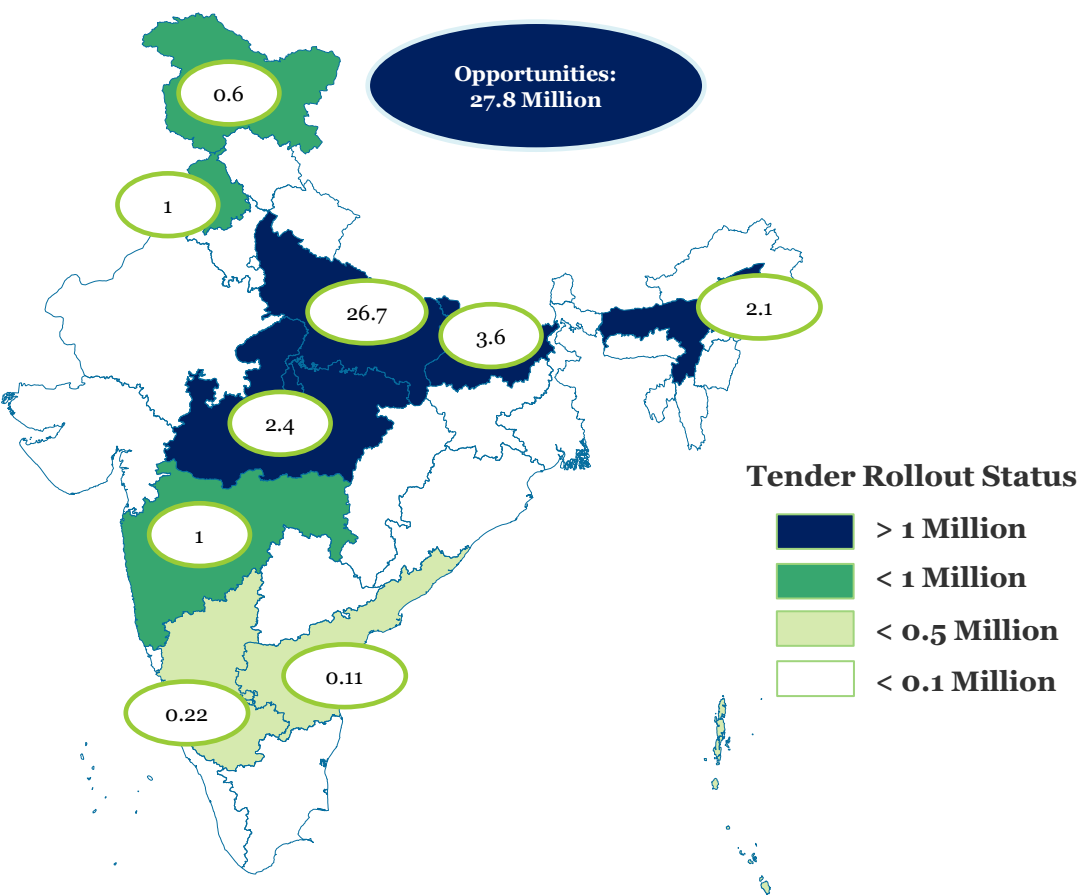 Opportunities:
27.8 Million
0.6
1
26.7
2.1
3.6
2.4
1
0.11
0.22
Tender Rollout Status
> 1 Million
< 1 Million
< 0.5 Million
< 0.1 Million